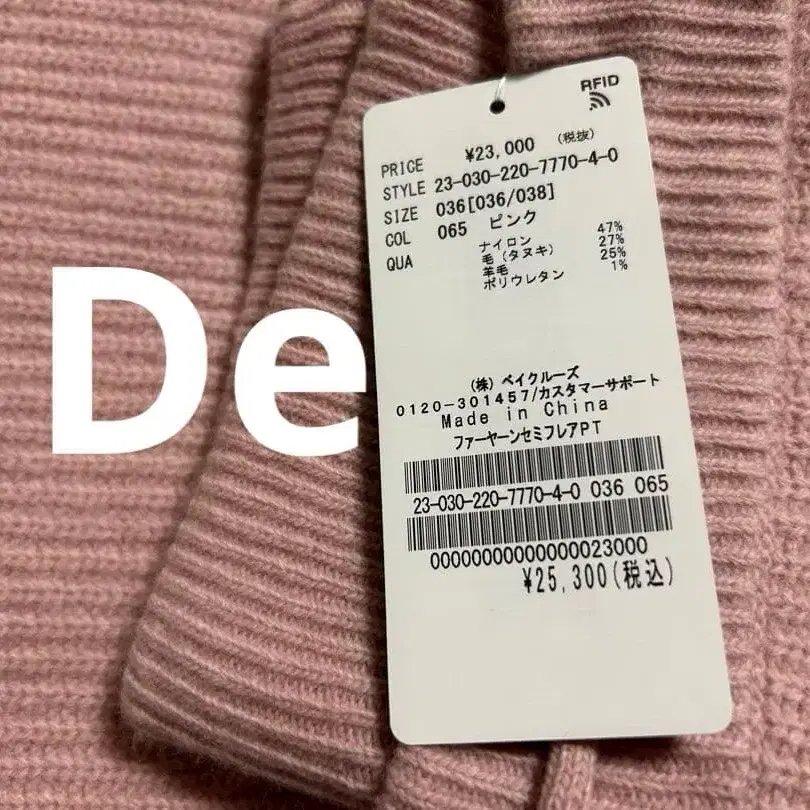 RFID
PRICE ¥23,000 (税抜)
STYLE 23-030-220-7770-4-0
SIZE 036[036/038]
COL 065 ピンク
QUA ナイロン 47%
毛(タヌキ) 27%
羊毛 25%
ポリウレタン 1%
De
(株)ベイクルーズ
0120-301457/カスタマーサポート
Made in China
ファーヤーンセミフレアPT
23-030-220-7770-4-0 036 065
00000000000000023000
¥25,300(税込)